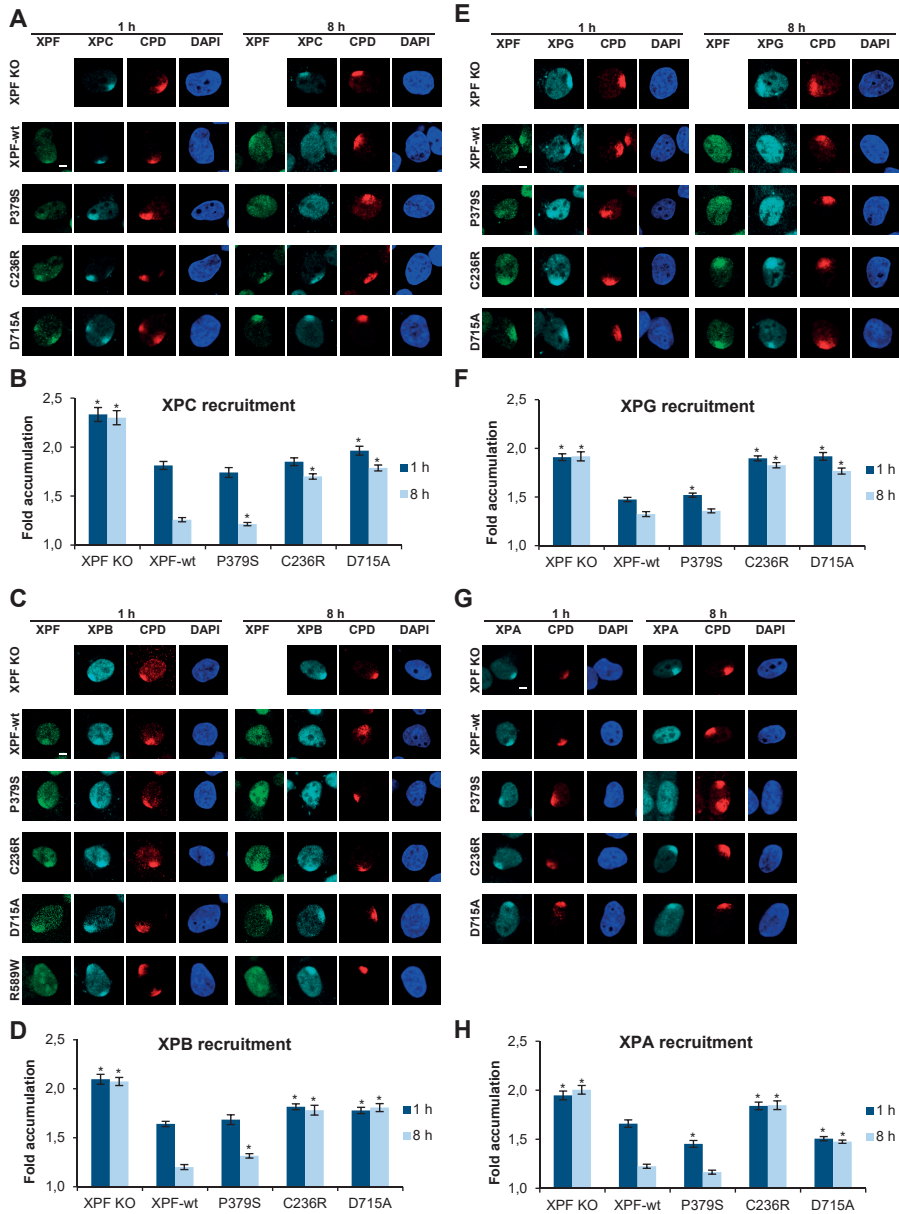 A
1 h 8 h
XPF XPC CPD DAPI XPF XPC CPD DAPI
XPF KO
XPF-wt
P379S
C236R
D715A
B
XPC recruitment
Fold accumulation
2,5
2,0
1,5
1,0
* * * * * *
XPF KO XPF-wt P379S C236R D715A
1 h
8 h
C
1 h 8 h
XPF XPB CPD DAPI XPF XPB CPD DAPI
XPF KO
XPF-wt
P379S
C236R
D715A
R589W
D
XPB recruitment
Fold accumulation
2,5
2,0
1,5
1,0
* * * * * * *
XPF KO XPF-wt P379S C236R D715A
1 h
8 h
E
1 h 8 h
XPF XPG CPD DAPI XPF XPG CPD DAPI
XPF KO
XPF-wt
P379S
C236R
D715A
F
XPG recruitment
Fold accumulation
2,5
2,0
1,5
1,0
* * * * * * *
XPF KO XPF-wt P379S C236R D715A
1 h
8 h
G
1 h 8 h
XPA CPD DAPI XPA CPD DAPI
XPF KO
XPF-wt
P379S
C236R
D715A
H
XPA recruitment
Fold accumulation
2,5
2,0
1,5
1,0
* * * * * * *
XPF KO XPF-wt P379S C236R D715A
1 h
8 h